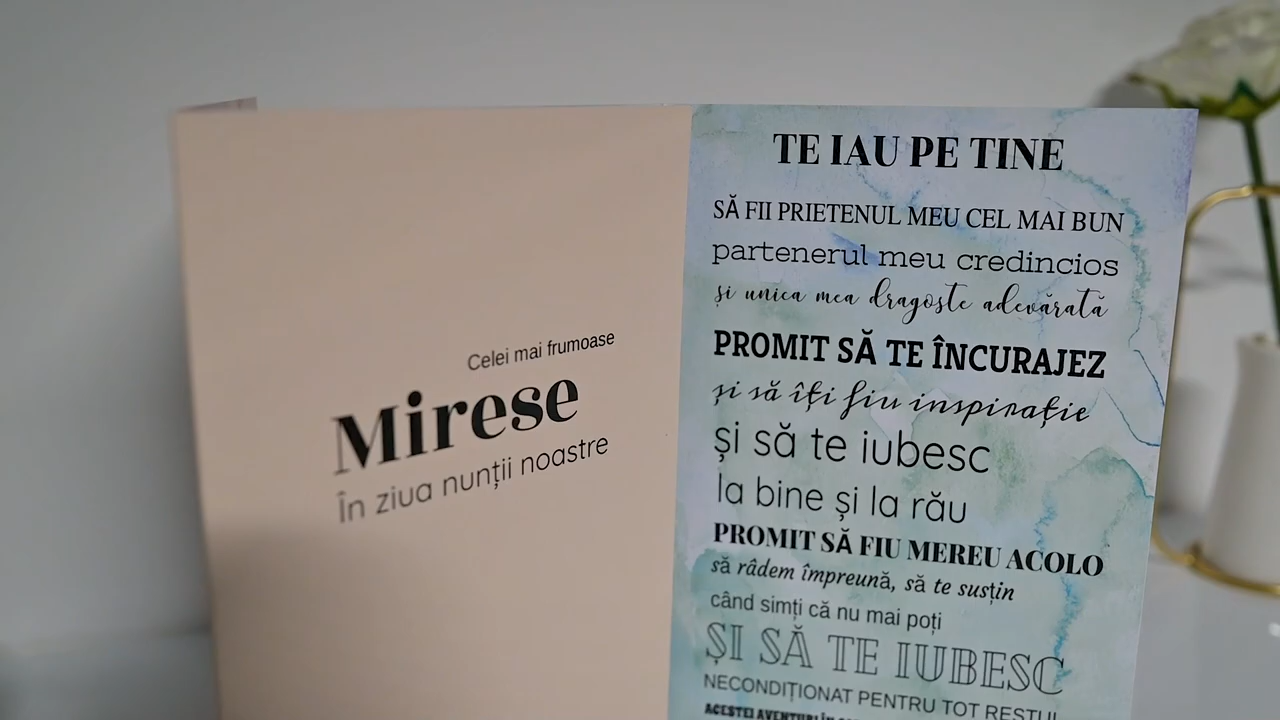 Celei mai frumoase
Mirese
În ziua nunții noastre
TE IAU PE TINE
SĂ FII PRIETENUL MEU CEL MAI BUN
partenerul meu credincios
și unica mea dragoste adevărată
PROMIT SĂ TE ÎNCURAJEZ
și să îți fiu inspirație
și să te iubesc
la bine și la rău
PROMIT SĂ FIU MEREU ACOLO
să râdem împreună, să te susțin
când simți că nu mai poți
ȘI SĂ TE IUBESC
NECONDIȚIONAT PENTRU TOT RESTUL
ACESTEI AVENTURI